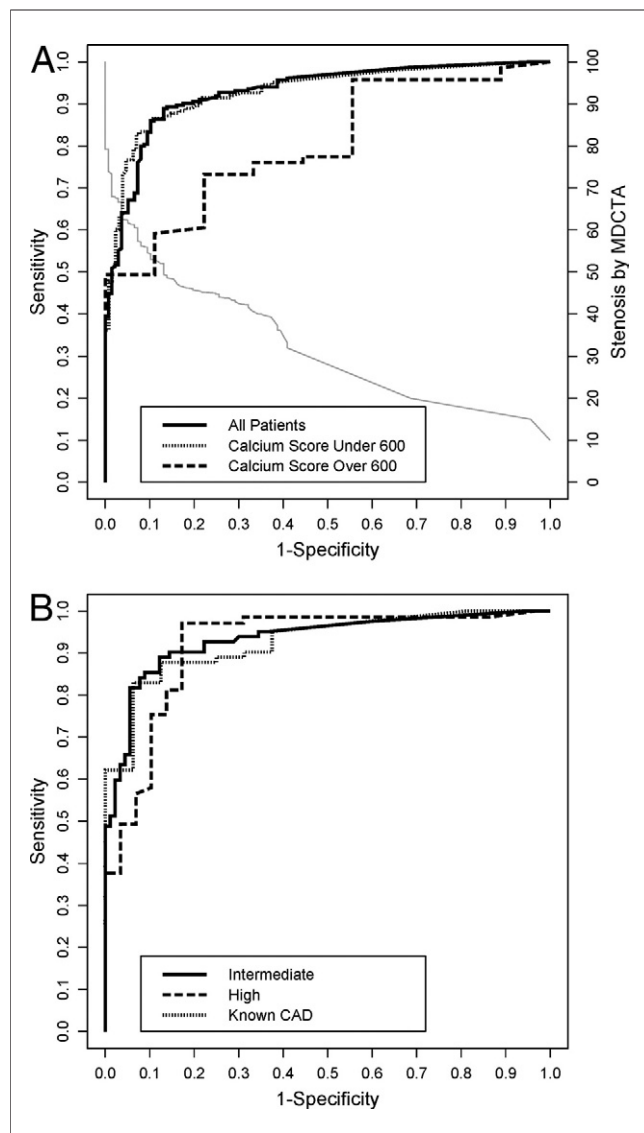 A
1.0 100
0.9 90
0.8 80
0.7 70
0.6 60
0.5 50
0.4 40
0.3 30
0.2 20
0.1 10
0.0 0
Sensitivity
Stenosis by MDCTA
All Patients
Calcium Score Under 600
Calcium Score Over 600
0.0 0.1 0.2 0.3 0.4 0.5 0.6 0.7 0.8 0.9 1.0
1-Specificity
B
1.0
0.9
0.8
0.7
0.6
0.5
0.4
0.3
0.2
0.1
0.0
Sensitivity
Intermediate
High
Known CAD
0.0 0.1 0.2 0.3 0.4 0.5 0.6 0.7 0.8 0.9 1.0
1-Specificity